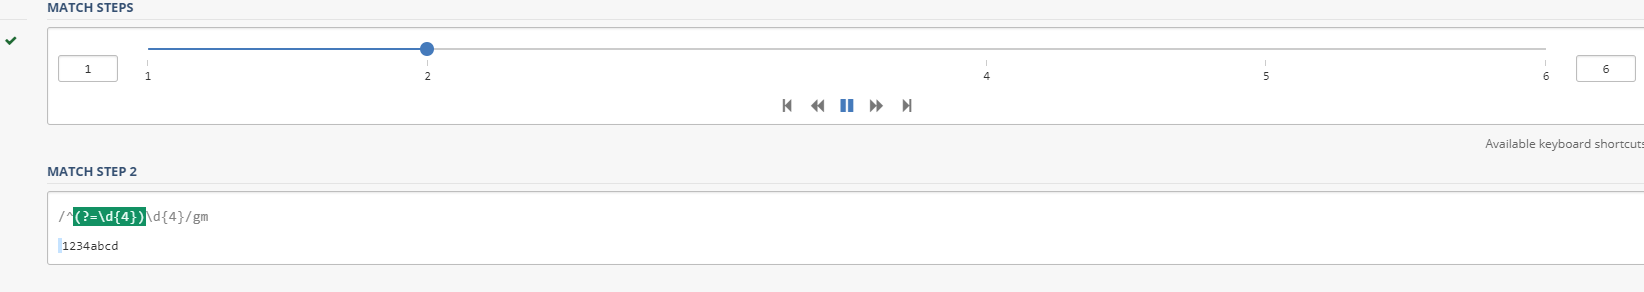 MATCH STEPS
1
1 2 4 5 6
6
Available keyboard shortcuts
MATCH STEP 2
/^(?=\d{4})\d{4}/gm
1234abcd